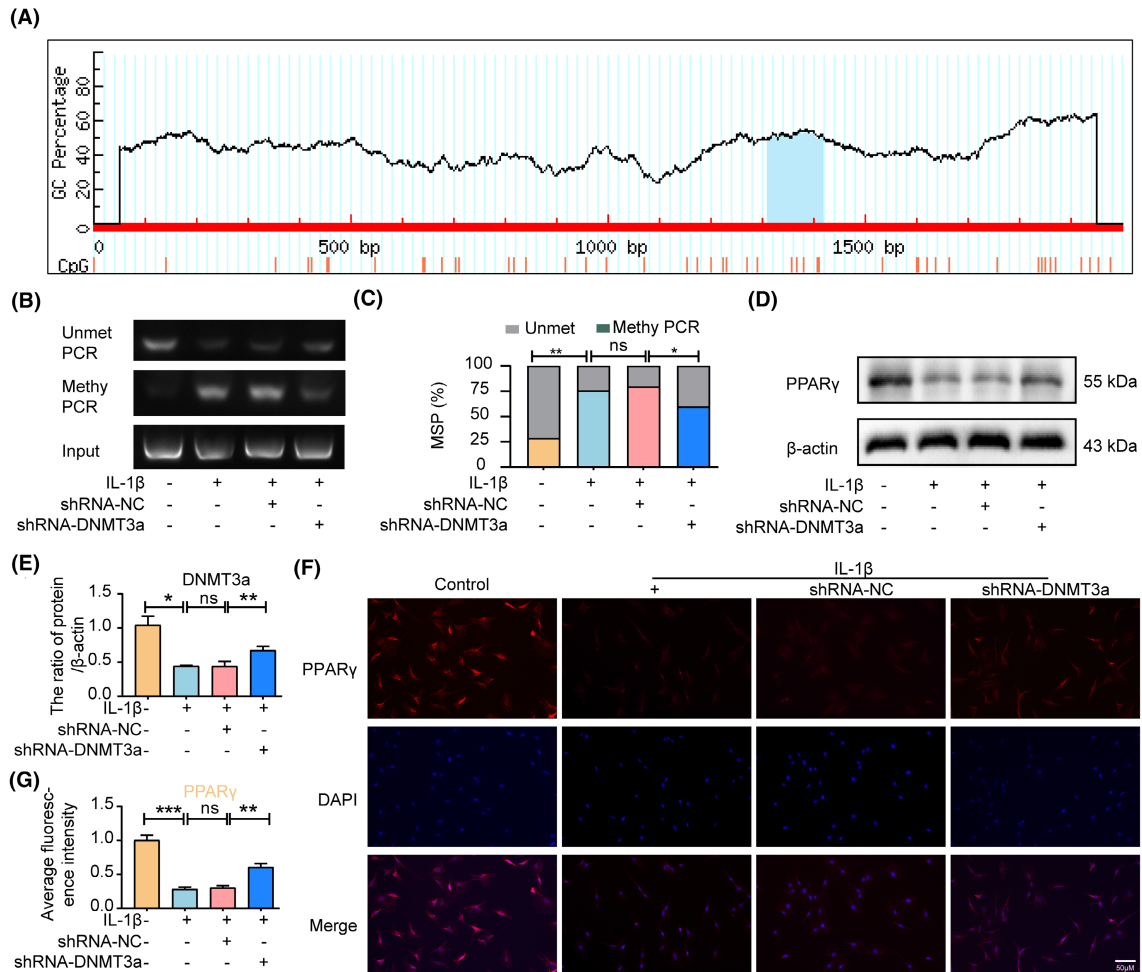 (A)
GC Percentage
0 20 40 60 80
0 500 bp 1000 bp 1500 bp
CpG
(B)
Unmet
PCR
Methy
PCR
Input
IL-1β - + + +
shRNA-NC - - + -
shRNA-DNMT3a - - - +
(C)
Unmet Methy PCR
** ns *
MSP (%)
100
75
50
25
0
IL-1β - + + +
shRNA-NC - - + -
shRNA-DNMT3a - - - +
(D)
PPARγ 55 kDa
β-actin 43 kDa
IL-1β - + + +
shRNA-NC - - + -
shRNA-DNMT3a - - - +
(E)
DNMT3a
* ns **
The ratio of protein
/β-actin
1.5
1.0
0.5
0.0
IL-1β- + + +
shRNA-NC- - + -
shRNA-DNMT3a- - - +
(F)
IL-1β
Control + shRNA-NC shRNA-DNMT3a
PPARγ
DAPI
Merge
50μM
(G)
PPARγ
*** ns **
Average fluoresc-
ence intensity
1.5
1.0
0.5
0.0
IL-1β- + + +
shRNA-NC- - + -
shRNA-DNMT3a- - - +